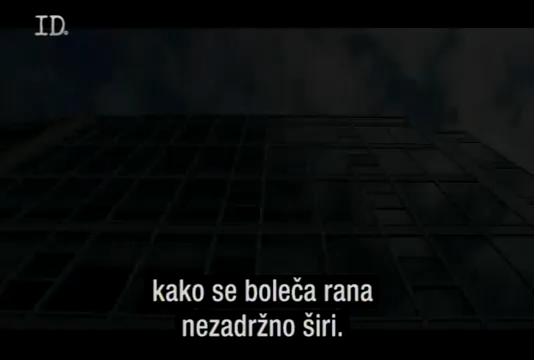 ID.
kako se boleča rana
nezadržno širi.